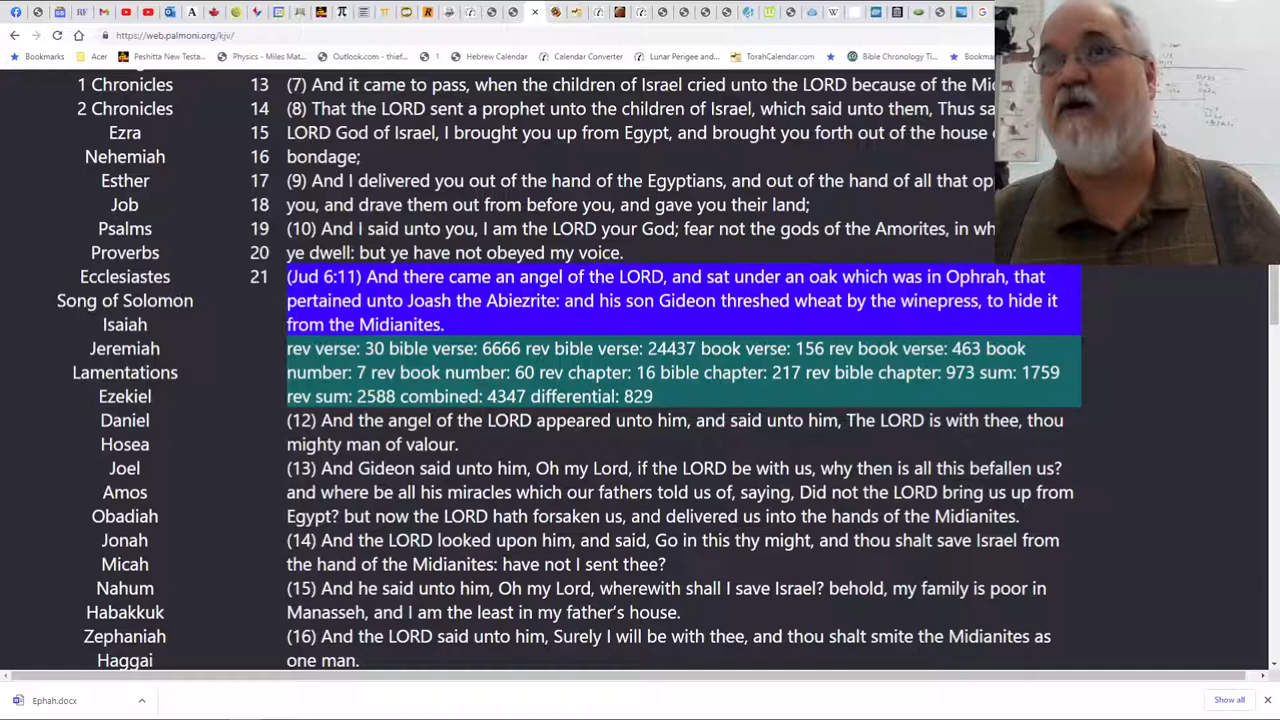 https://web.palmoni.org/kjv/
Bookmarks Acer Peshitta New Testa... Physics - Miles Mat... Outlook.com - thief... 1 Hebrew Calendar Calendar Converter Lunar Perigee and... TorahCalendar.com Bible Chronology Ti... Bookmarks
1 Chronicles 13 (7) And it came to pass, when the children of Israel cried unto the LORD because of the
2 Chronicles 14 (8) That the LORD sent a prophet unto the children of Israel, which said unto them, Thus
Ezra 15 LORD God of Israel, I brought you up from Egypt, and brought you forth out of the house
Nehemiah 16 bondage;
Esther 17 (9) And I delivered you out of the hand of the Egyptians, and out of the hand of all that
Job 18 you, and drave them out from before you, and gave you their land;
Psalms 19 (10) And I said unto you, I am the LORD your God; fear not the gods of the Amorites, in
Proverbs 20 ye dwell: but ye have not obeyed my voice.
Ecclesiastes 21 (Jud 6:11) And there came an angel of the LORD, and sat under an oak which was in Ophrah, that
Song of Solomon pertained unto Joash the Abiezrite: and his son Gideon threshed wheat by the winepress, to hide it
Isaiah from the Midianites.
Jeremiah rev verse: 30 bible verse: 6666 rev bible verse: 24437 book verse: 156 rev book verse: 463 book
Lamentations number: 7 rev book number: 60 rev chapter: 16 bible chapter: 217 rev bible chapter: 973 sum: 1759
Ezekiel rev sum: 2588 combined: 4347 differential: 829
Daniel (12) And the angel of the LORD appeared unto him, and said unto him, The LORD is with thee, thou
Hosea mighty man of valour.
Joel (13) And Gideon said unto him, Oh my Lord, if the LORD be with us, why then is all this befallen us?
Amos and where be all his miracles which our fathers told us of, saying, Did not the LORD bring us up from
Obadiah Egypt? but now the LORD hath forsaken us, and delivered us into the hands of the Midianites.
Jonah (14) And the LORD looked upon him, and said, Go in this thy might, and thou shalt save Israel from
Micah the hand of the Midianites: have not I sent thee?
Nahum (15) And he said unto him, Oh my Lord, wherewith shall I save Israel? behold, my family is poor in
Habakkuk Manasseh, and I am the least in my father's house.
Zephaniah (16) And the LORD said unto him, Surely I will be with thee, and thou shalt smite the Midianites as
Haggai one man.
Ephah.docx Show all